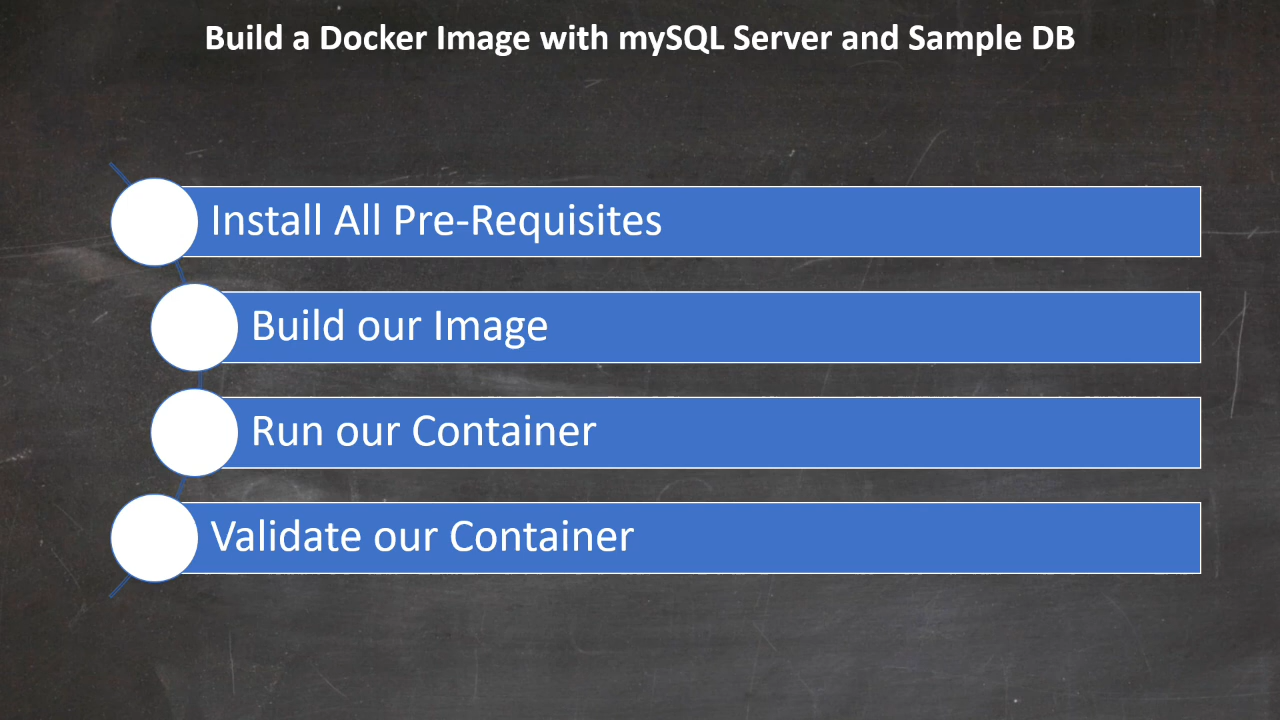 Build a Docker Image with mySQL Server and Sample DB
Install All Pre-Requisites
Build our Image
Run our Container
Validate our Container